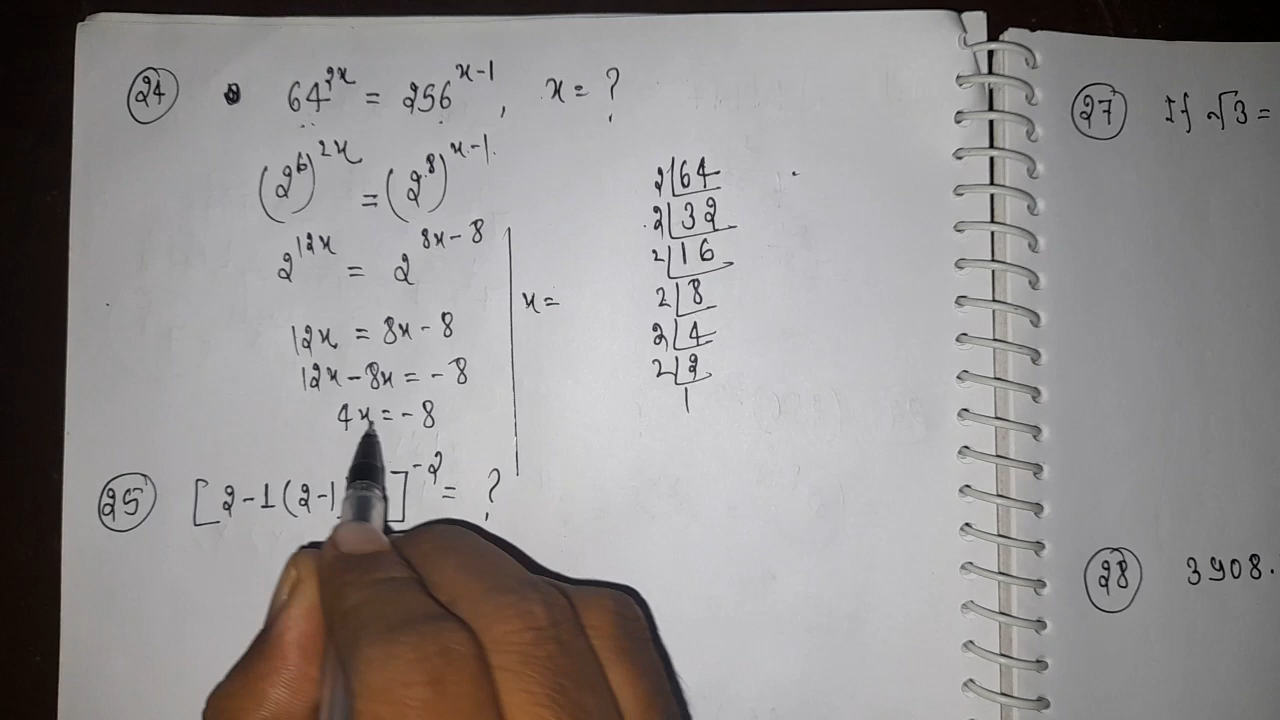 24 64^2x = 256^x-1, x = ?
(2^6)^2x = (2^8)^x-1
2^12x = 2^8x-8
12x = 8x - 8
12x - 8x = - 8
4x = - 8
x =
2 64
2 32
2 16
2 8
2 4
2 2
1
25 [2-1(2-1 ]^-2 = ?
27 If √3 =
28 3908.